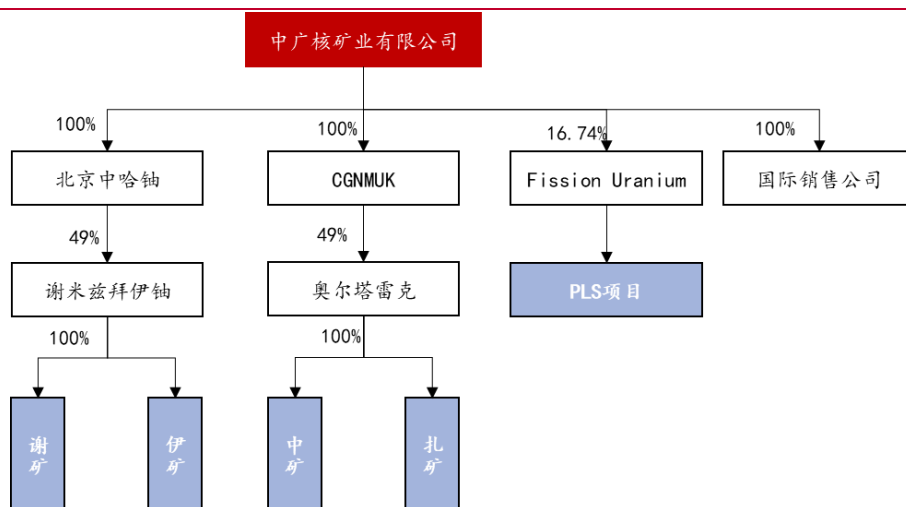 中广核矿业有限公司
100%
100%
16.74%
100%
北京中哈铀
CGNMUK
Fission Uranium
国际销售公司
49%
49%
谢米兹拜伊铀
奥尔塔雷克
PLS项目
100%
100%
谢矿
伊矿
中矿
扎矿